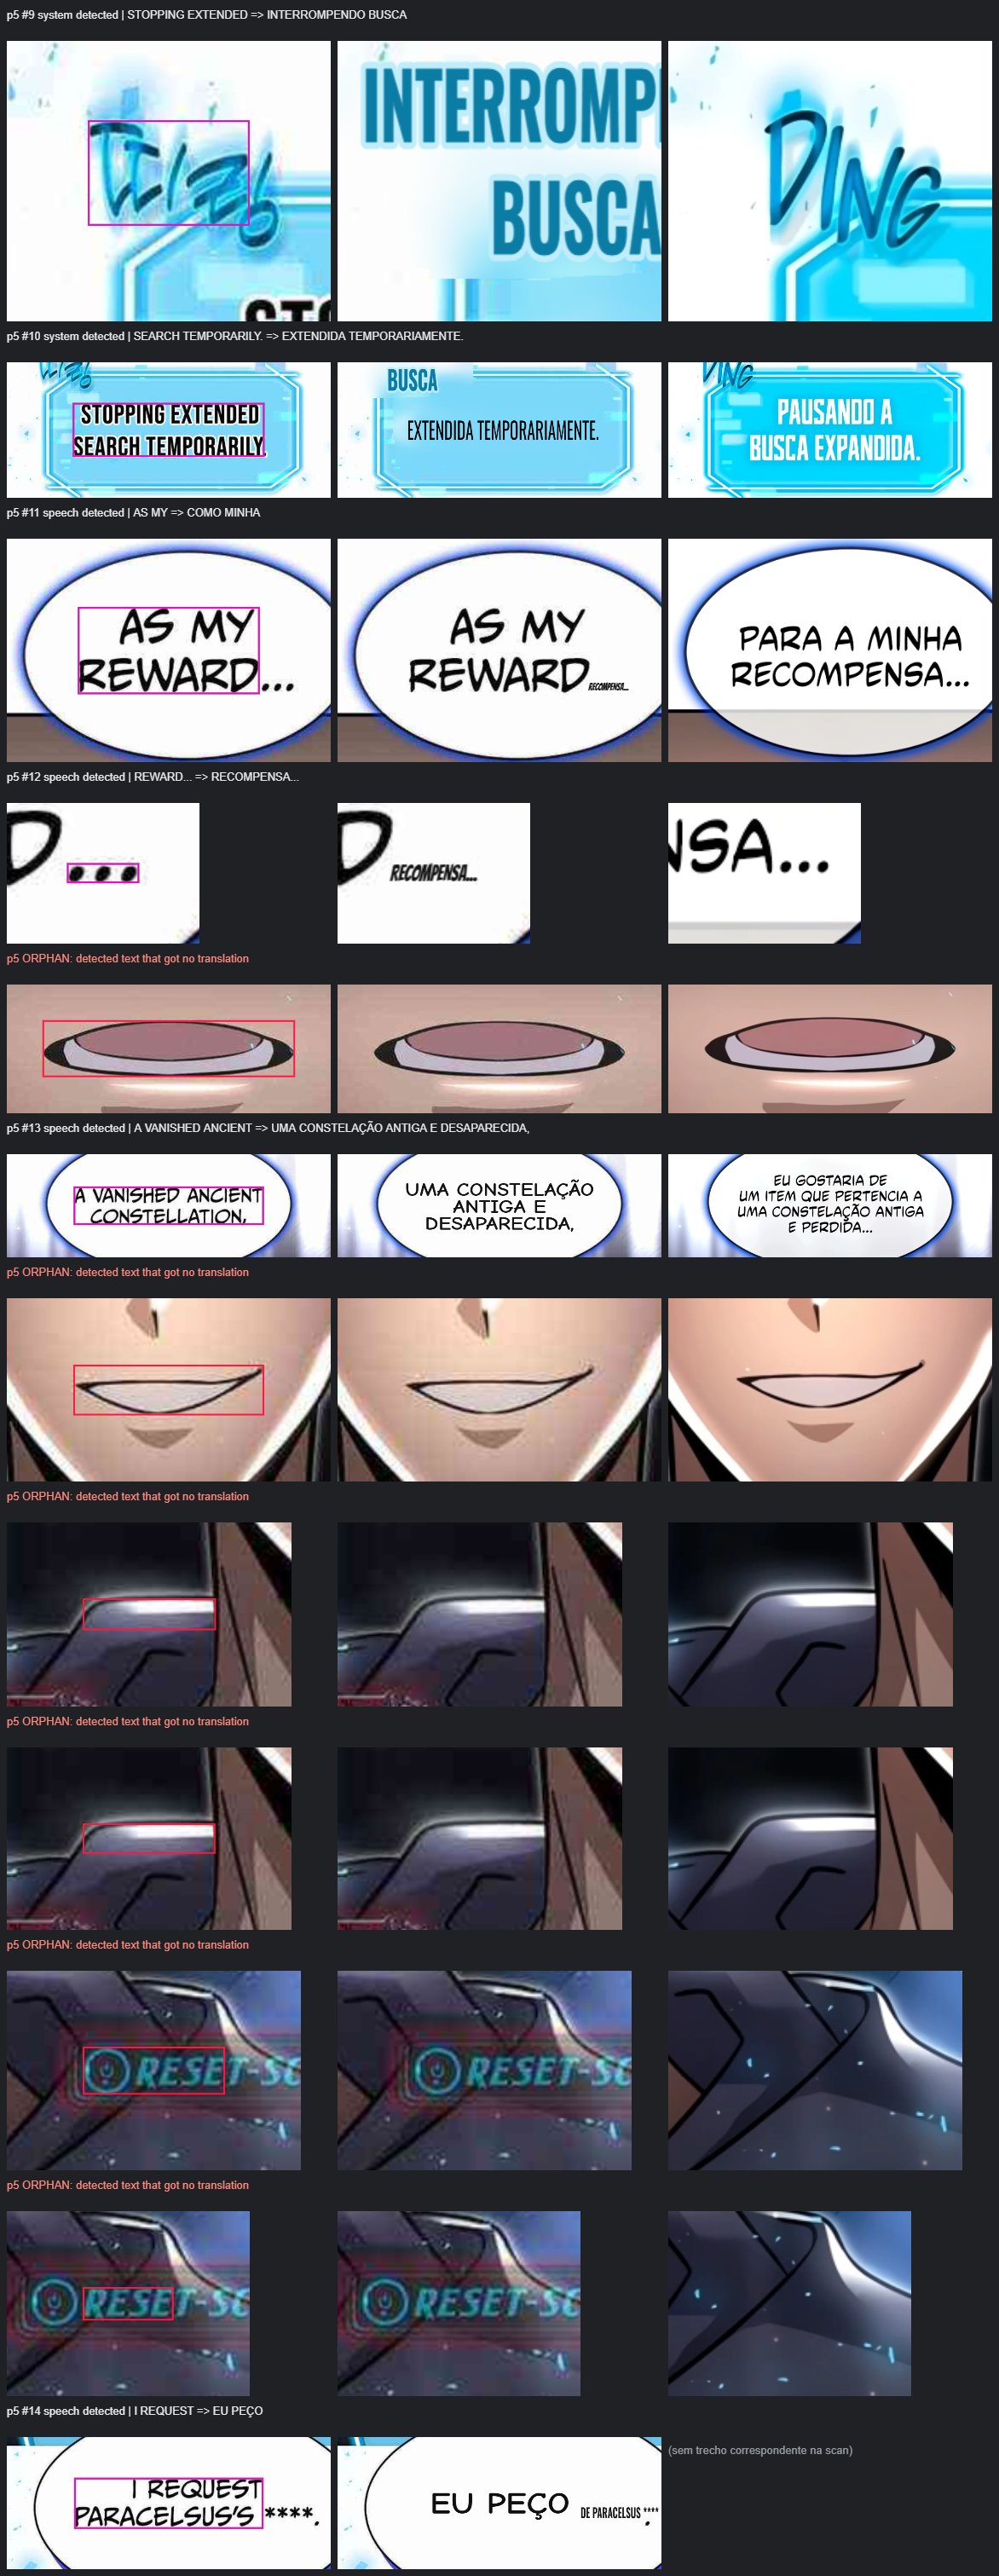 p5 #9 system detected | STOPPING EXTENDED => INTERROMPENDO BUSCA
INTERROMP
BUSCA
DING
p5 #10 system detected | SEARCH TEMPORARILY. => EXTENDIDA TEMPORARIAMENTE.
STOPPING EXTENDED
SEARCH TEMPORARILY.
BUSCA
EXTENDIDA TEMPORARIAMENTE.
DING
PAUSANDO A
BUSCA EXPANDIDA.
p5 #11 speech detected | AS MY => COMO MINHA
AS MY
REWARD...
AS MY
REWARD
RECOMPENSA...
PARA A MINHA
RECOMPENSA...
p5 #12 speech detected | REWARD... => RECOMPENSA...
D...
D
RECOMPENSA...
NSA...
p5 ORPHAN: detected text that got no translation
p5 #13 speech detected | A VANISHED ANCIENT => UMA CONSTELAÇÃO ANTIGA E DESAPARECIDA,
A VANISHED ANCIENT
CONSTELLATION,
UMA CONSTELAÇÃO
ANTIGA E
DESAPARECIDA,
EU GOSTARIA DE
UM ITEM QUE PERTENCIA A
UMA CONSTELAÇÃO ANTIGA
E PERDIDA...
p5 ORPHAN: detected text that got no translation
p5 ORPHAN: detected text that got no translation
p5 ORPHAN: detected text that got no translation
p5 ORPHAN: detected text that got no translation
RESET-SC
RESET-SC
p5 ORPHAN: detected text that got no translation
RESET-SC
RESET-SC
p5 #14 speech detected | I REQUEST => EU PEÇO
I REQUEST
PARACELSUS'S ****.
EU PEÇO
DE PARACELSUS ****.
(sem trecho correspondente na scan)